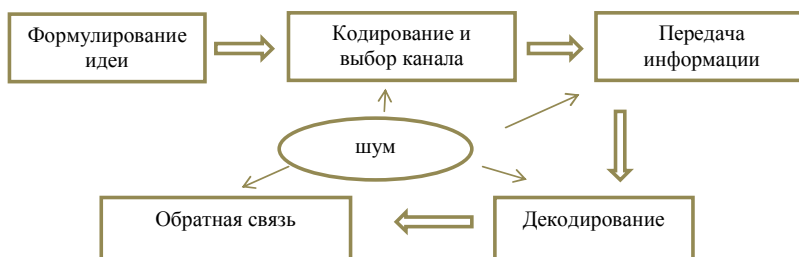 Формулирование
идеи
Кодирование и
выбор канала
Передача
информации
шум
Обратная связь
Декодирование